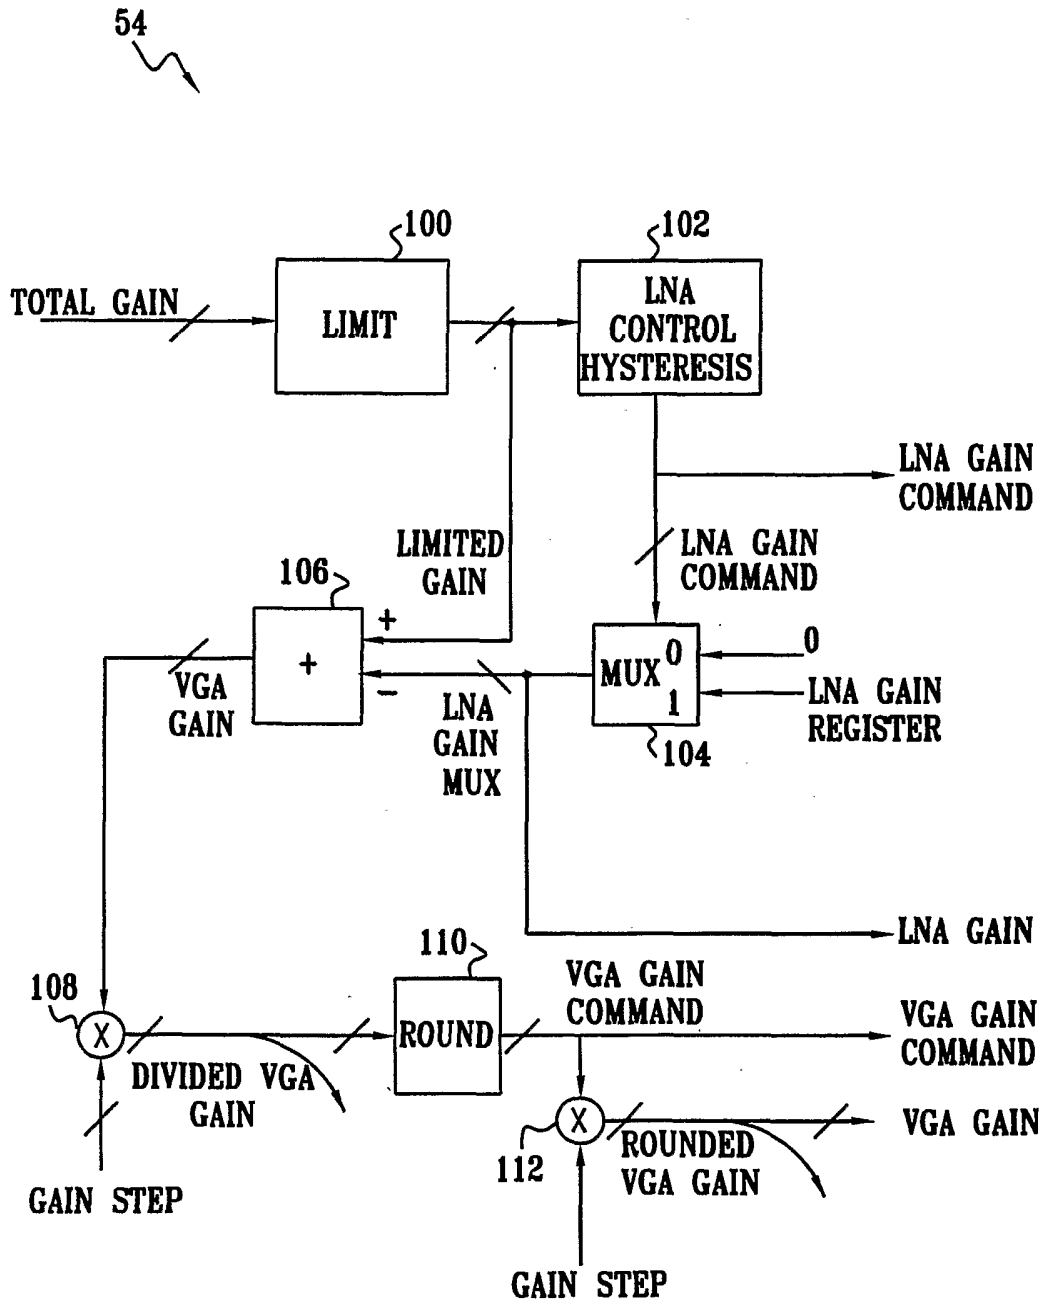 54
100
102
TOTAL GAIN
LIMIT
LNA
CONTROL
HYSTERESIS
LNA GAIN
COMMAND
LIMITED
GAIN
LNA GAIN
COMMAND
106
+
+
−
VGA
GAIN
LNA
GAIN
MUX
MUX
0
1
0
LNA GAIN
REGISTER
104
LNA GAIN
110
VGA GAIN
COMMAND
108
X
ROUND
VGA GAIN
COMMAND
DIVIDED VGA
GAIN
X
112
ROUNDED
VGA GAIN
VGA GAIN
GAIN STEP
GAIN STEP